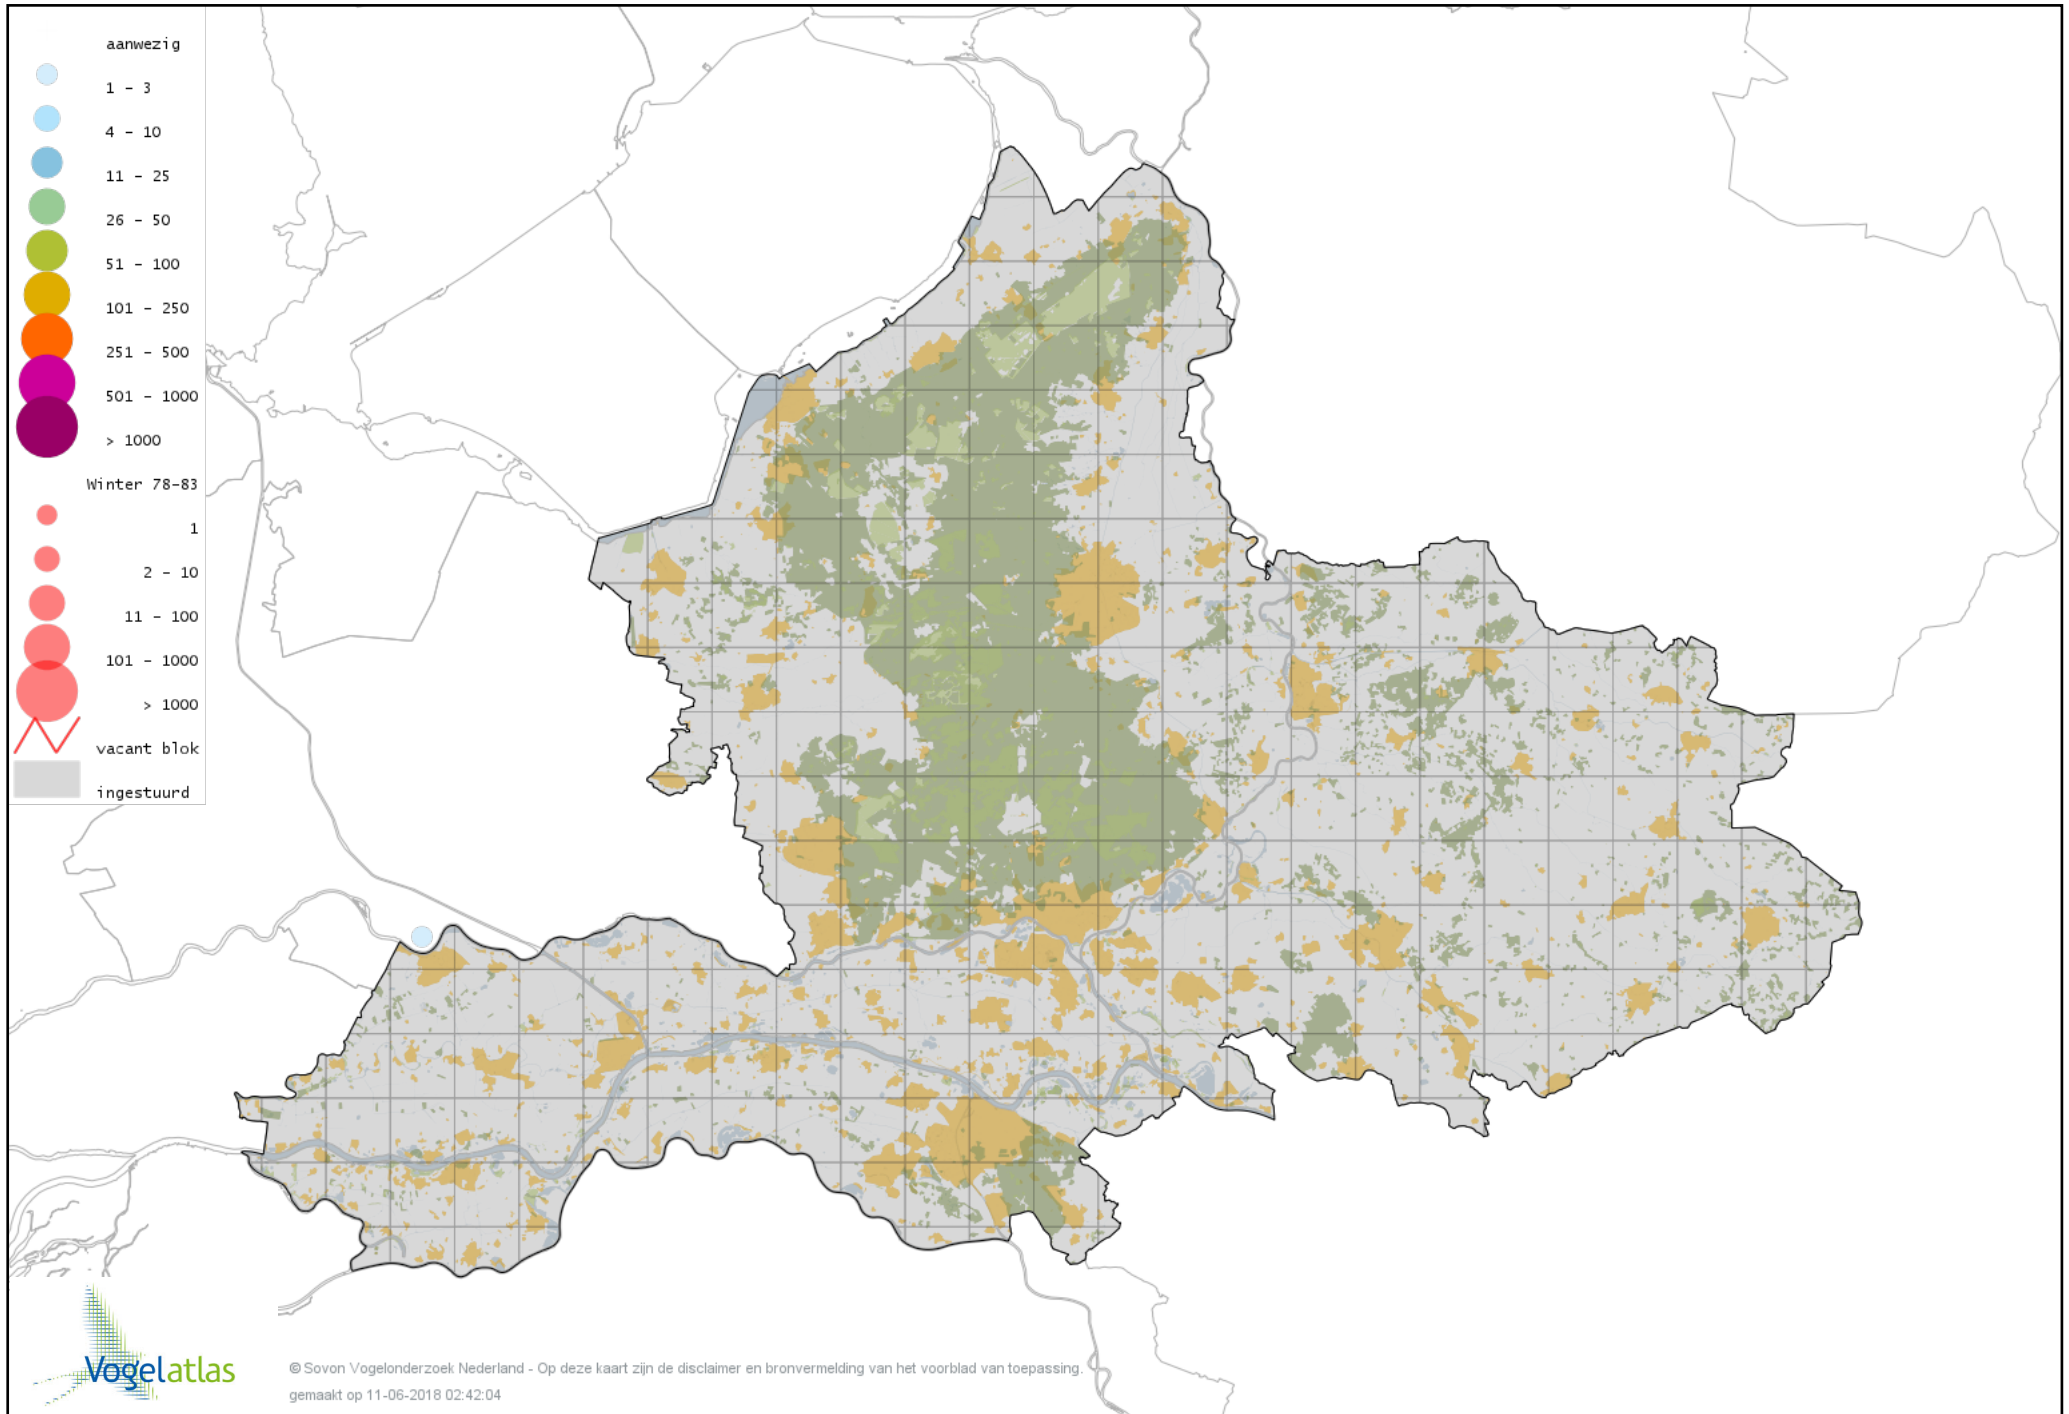 aanwezig
1 - 3
4 - 10
11 - 25
26 - 50
51 - 100
101 - 250
251 - 500
501 - 1000
> 1000
Winter 78-83
1
2 - 10
11 - 100
101 - 1000
> 1000
vacant blok
ingestuurd
Vogelatlas
© Sovon Vogelonderzoek Nederland - Op deze kaart zijn de disclaimer en bronvermelding van het voorblad van toepassing.
gemaakt op 11-06-2018 02:42:04